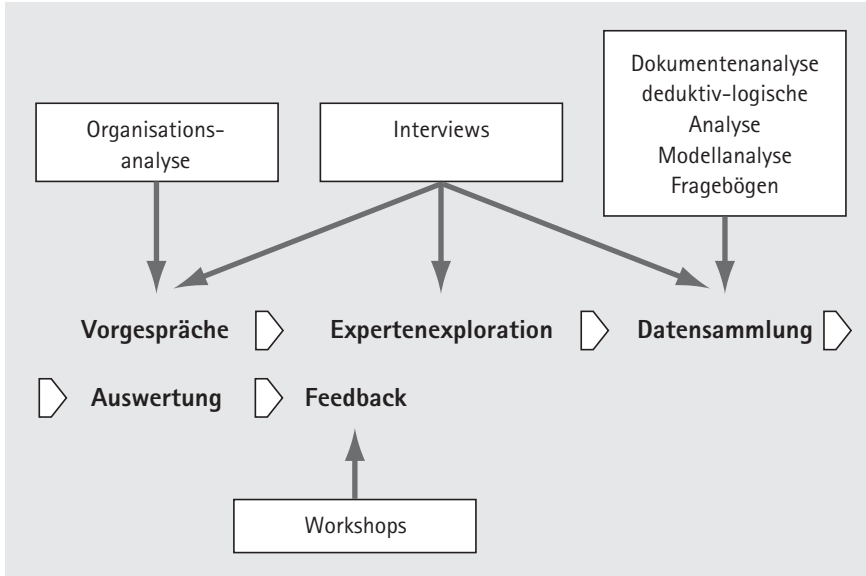 Organisations-
analyse
Interviews
Dokumentenanalyse
deduktiv-logische
Analyse
Modellanalyse
Fragebögen
Vorgespräche
Expertenexploration
Datensammlung
Auswertung
Feedback
Workshops